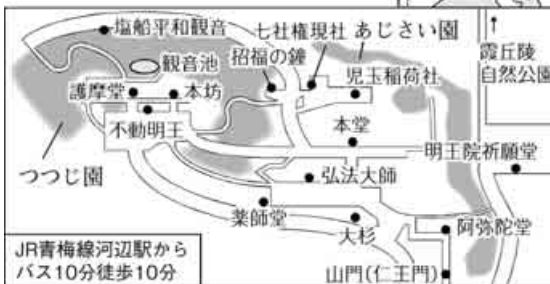 塩船平和観音
七社権現社
あじさい園
霞丘陵
自然公園
観音池
招福の鐘
児玉稲荷社
護摩堂
本坊
不動明王
本堂
明王院祈願堂
つつじ園
弘法大師
薬師堂
大杉
阿弥陀堂
山門(仁王門)
JR青梅線河辺駅から
バス10分徒歩10分